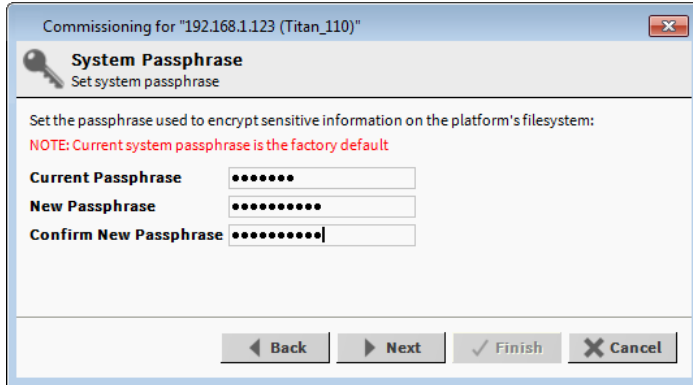 Commissioning for "192.168.1.123 (Titan_110)"
System Passphrase
Set system passphrase
Set the passphrase used to encrypt sensitive information on the platform's filesystem:
NOTE: Current system passphrase is the factory default
Current Passphrase •••••••
New Passphrase ••••••••••
Confirm New Passphrase ••••••••••
Back Next Finish Cancel